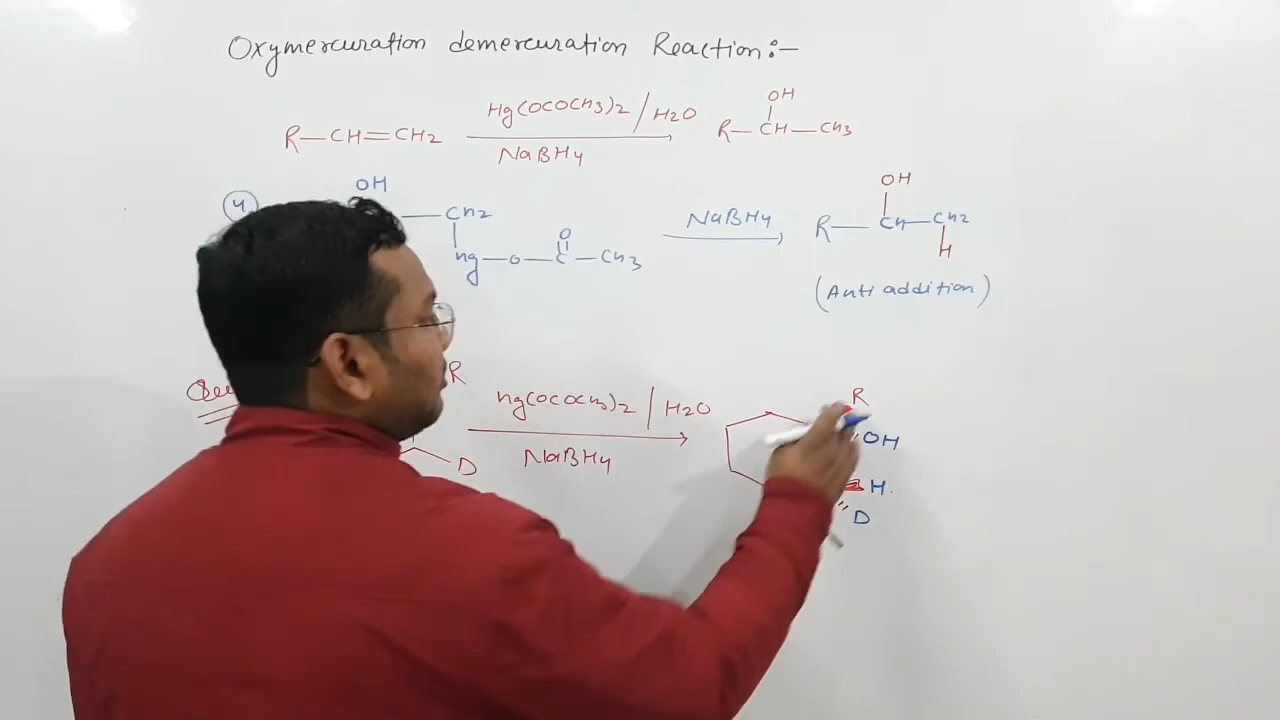 Oxymercuration demercuration Reaction:-
OH
Hg(OCOCH3)2 / H2O
R—CH=CH2
R—CH—CH3
NaBH4
OH
OH
4
CH2
NaBH4
R—CH—CH2
Hg—O—C—CH3
O
H
(Anti addition)
R
R
Hg(OCOCH3)2 | H2O
OH
NaBH4
D
H.
D